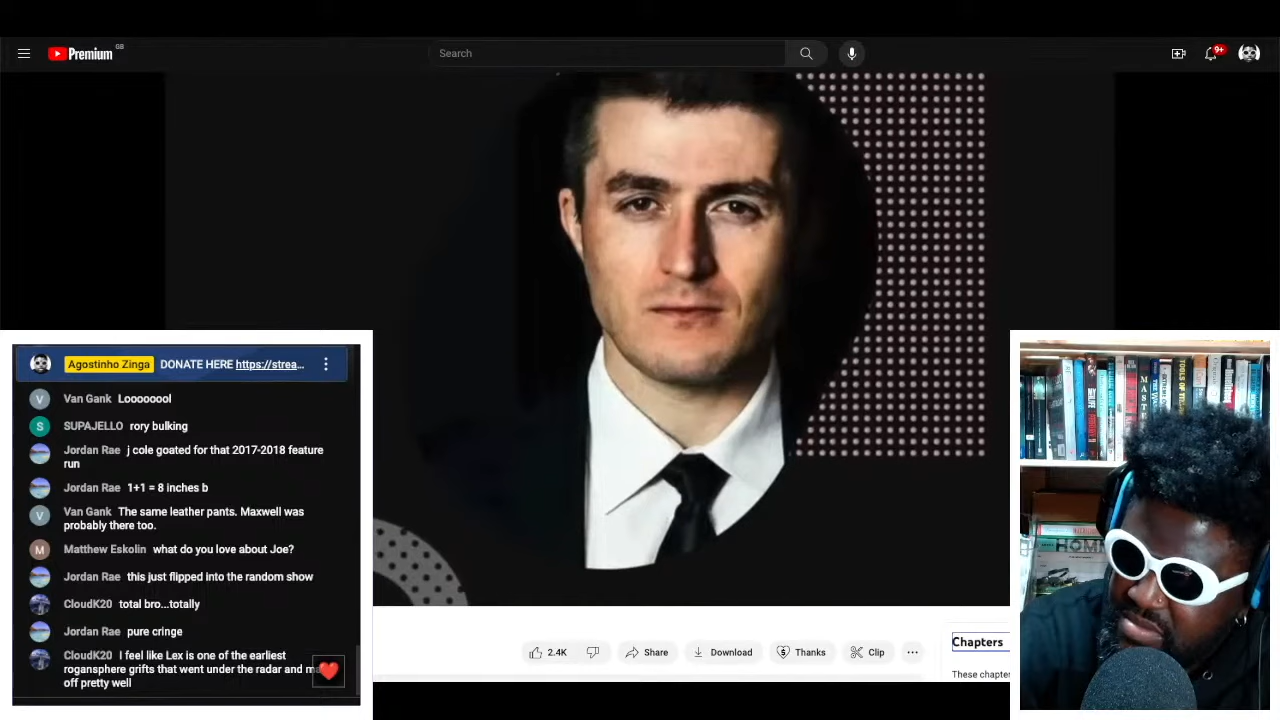 Premium GB
Search
9+
Agostinho Zinga DONATE HERE https://strea...
Van Gank Loooooool
SUPAJELLO rory bulking
Jordan Rae j cole goated for that 2017-2018 feature
run
Jordan Rae 1+1 = 8 inches b
Van Gank The same leather pants. Maxwell was
probably there too.
Matthew Eskolin what do you love about Joe?
Jordan Rae this just flipped into the random show
CloudK20 total bro...totally
Jordan Rae pure cringe
CloudK20 I feel like Lex is one of the earliest
rogansphere grifts that went under the radar and
off pretty well
2.4K
Share
Download
Thanks
Clip
Chapters
These chapter